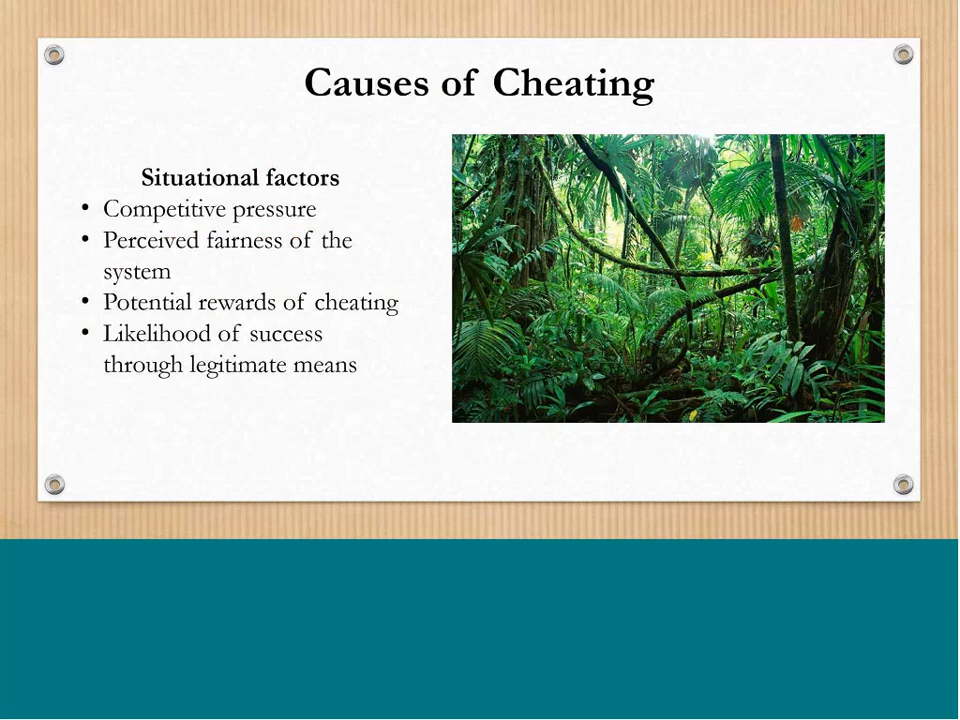 Causes of Cheating
Situational factors
• Competitive pressure
• Perceived fairness of the
system
• Potential rewards of cheating
• Likelihood of success
through legitimate means